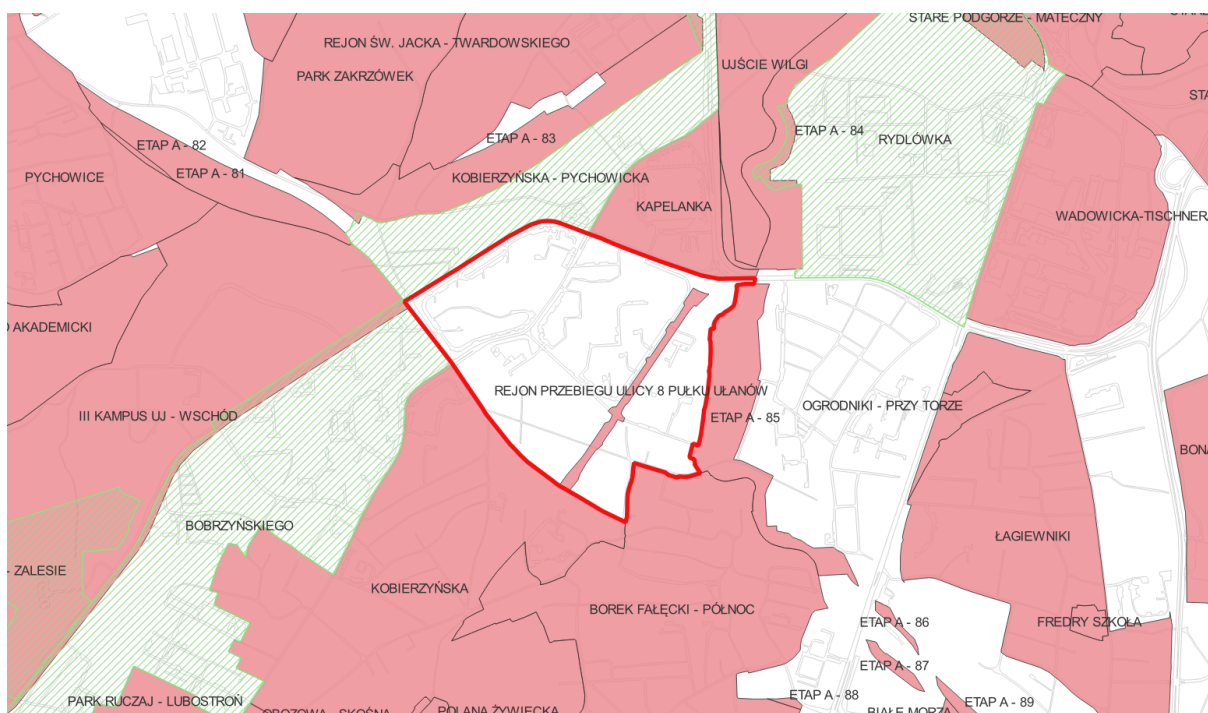 STARE PODGÓRZE - MATECZNY
REJON ŚW. JACKA - TWARDOWSKIEGO
UJŚCIE WILGI
PARK ZAKRZÓWEK
ETAP A - 82
ETAP A - 83
ETAP A - 84
RYDLÓWKA
PYCHOWICE
ETAP A - 81
KOBIERZYŃSKA - PYCHOWICKA
KAPELANKA
WADOWICKA-TISCHNERA
AKADEMICKI
REJON PRZEBIEGU ULICY 8 PUŁKU UŁANÓW
OGRODNIKI - PRZY TORZE
III KAMPUS UJ - WSCHÓD
ETAP A - 85
BOBRZYŃSKIEGO
ŁAGIEWNIKI
- ZALESIE
KOBIERZYŃSKA
BOREK FAŁĘCKI - PÓŁNOC
ETAP A - 86
FREDRY SZKOŁA
ETAP A - 87
PARK RUCZAJ - LUBOSTROŃ
ETAP A - 88
ETAP A - 89
POLANA ŻYWIECKA
BIAŁE MORZA